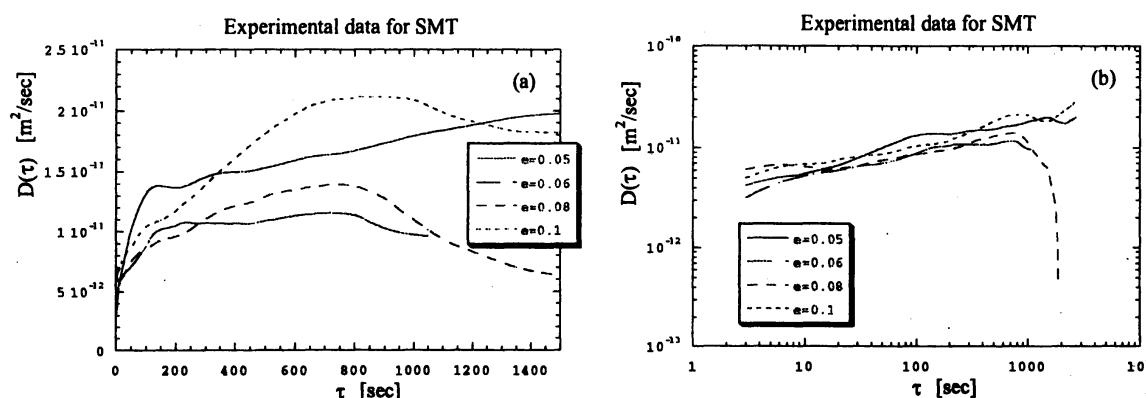 Experimental data for SMT
(a)
D(τ) [m²/sec]
2.5 10⁻¹¹
2 10⁻¹¹
1.5 10⁻¹¹
1 10⁻¹¹
5 10⁻¹²
0
0 200 400 600 800 1000 1200 1400
τ [sec]
e=0.05
e=0.06
e=0.08
e=0.1
Experimental data for SMT
(b)
D(τ) [m²/sec]
10⁻¹⁰
10⁻¹¹
10⁻¹²
10⁻¹³
1 10 100 1000 10
τ [sec]
e=0.05
e=0.06
e=0.08
e=0.1